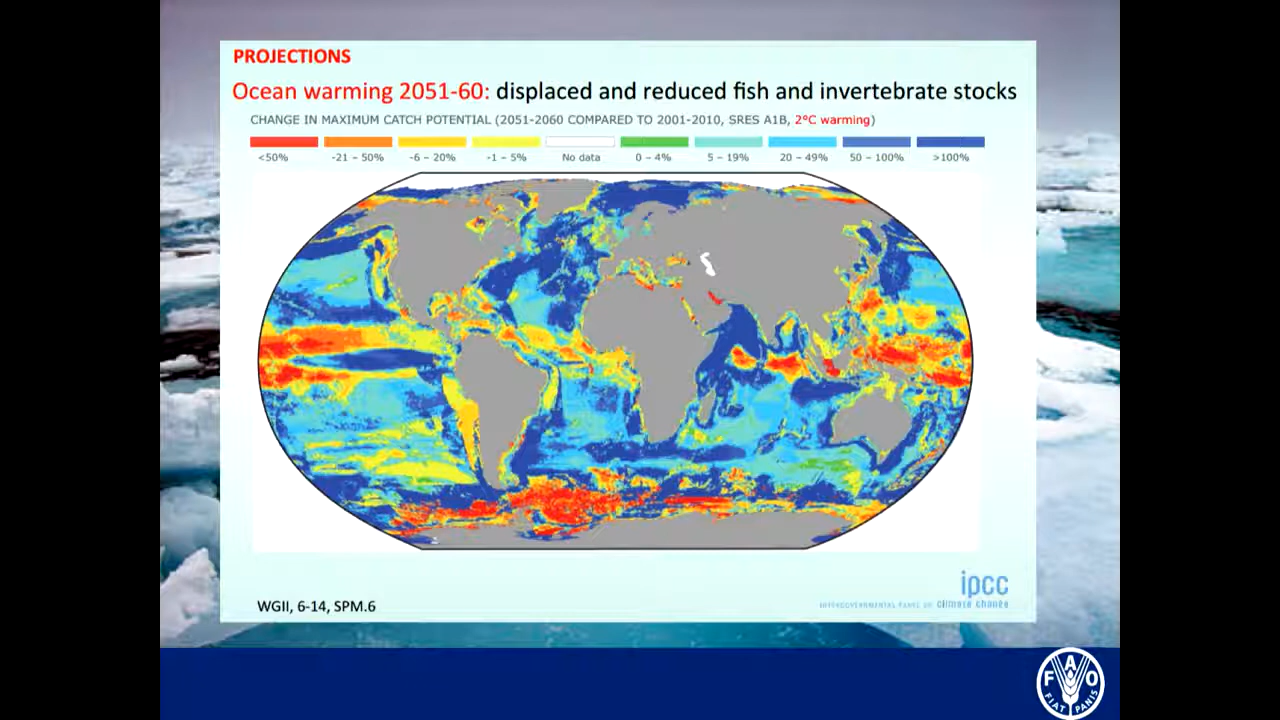 PROJECTIONS
Ocean warming 2051-60: displaced and reduced fish and invertebrate stocks
CHANGE IN MAXIMUM CATCH POTENTIAL (2051-2060 COMPARED TO 2001-2010, SRES A1B, 2°C warming)
<50% -21 – 50% -6 – 20% -1 – 5% No data 0 – 4% 5 – 19% 20 – 49% 50 – 100% >100%
ipcc
INTERGOVERNMENTAL PANEL ON climate change
WGII, 6-14, SPM.6
FAO
FIAT PANIS